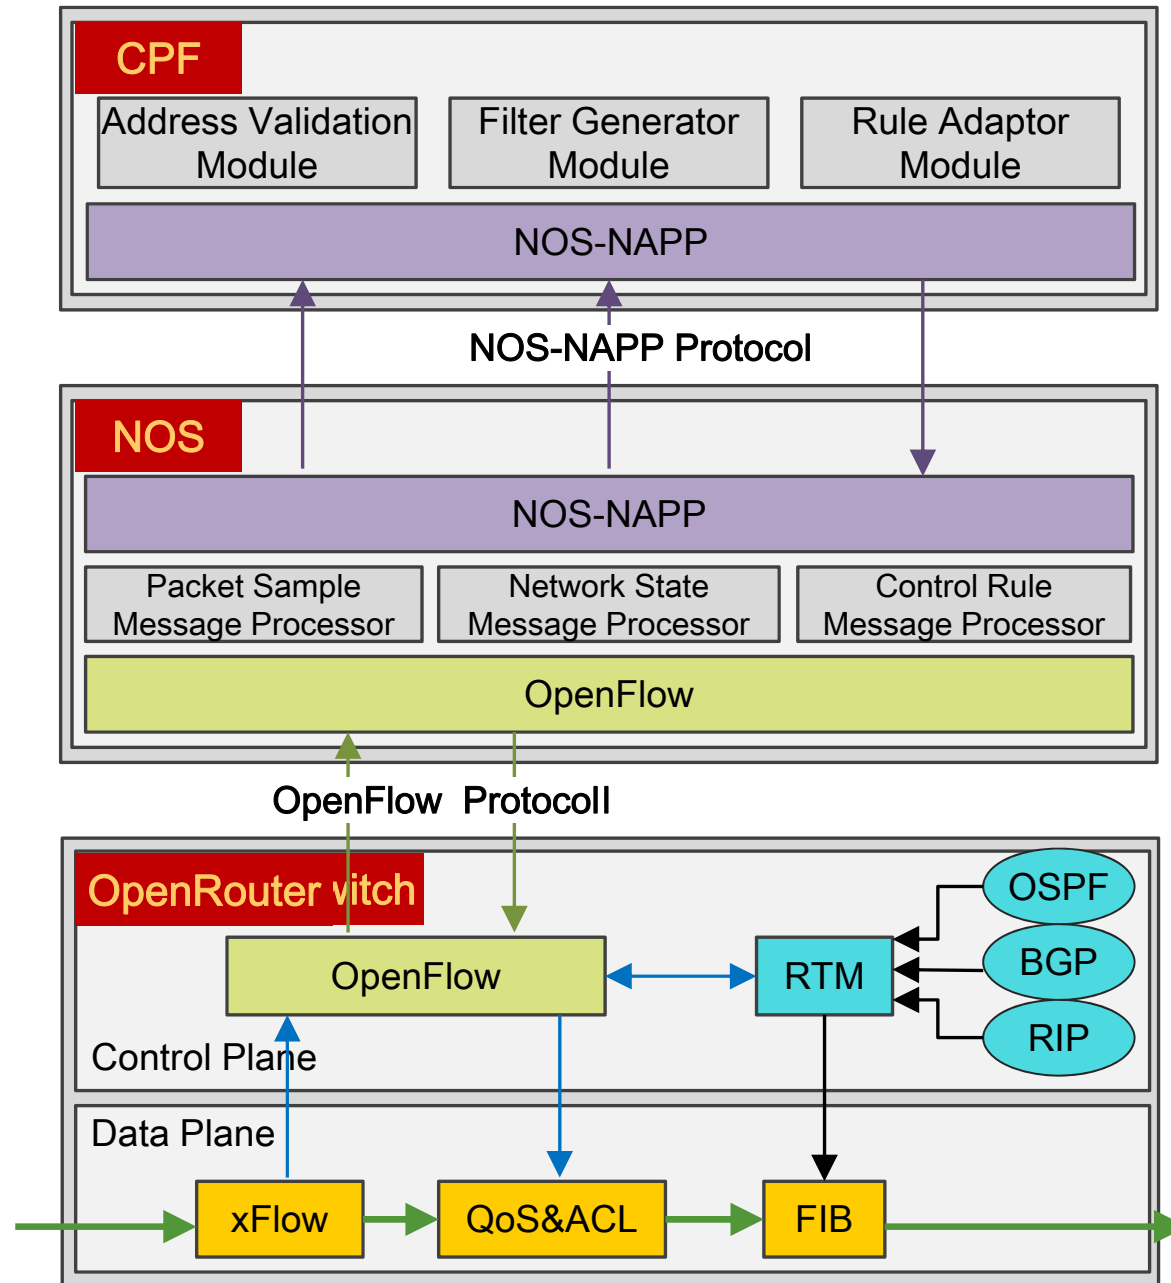 CPF
Address Validation
Module
Filter Generator
Module
Rule Adaptor
Module
NOS-NAPP
NOS-NAPP Protocol
NOS
NOS-NAPP
Packet Sample
Message Processor
Network State
Message Processor
Control Rule
Message Processor
OpenFlow
OpenFlow ProtocolI
OpenRouter witch
OSPF
OpenFlow
RTM
BGP
RIP
Control Plane
Data Plane
xFlow
QoS&ACL
FIB